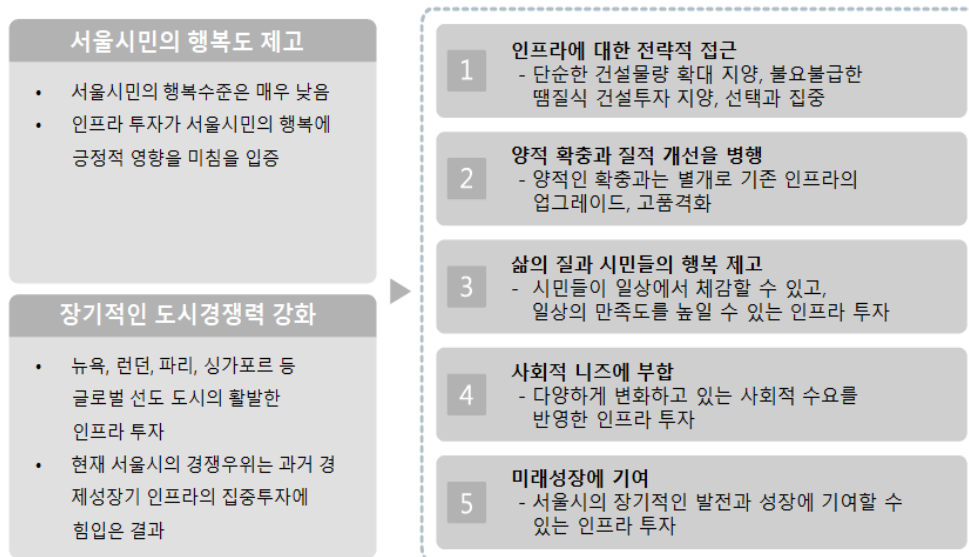 서울시민의 행복도 제고
• 서울시민의 행복수준은 매우 낮음
• 인프라 투자가 서울시민의 행복에
긍정적 영향을 미침을 입증
장기적인 도시경쟁력 강화
• 뉴욕, 런던, 파리, 싱가포르 등
글로벌 선도 도시의 활발한
인프라 투자
• 현재 서울시의 경쟁우위는 과거 경
제성장기 인프라의 집중투자에
힘입은 결과
1
인프라에 대한 전략적 접근
- 단순한 건설물량 확대 지양, 불요불급한
땜질식 건설투자 지양, 선택과 집중
2
양적 확충과 질적 개선을 병행
- 양적인 확충과는 별개로 기존 인프라의
업그레이드, 고품격화
3
삶의 질과 시민들의 행복 제고
- 시민들이 일상에서 체감할 수 있고,
일상의 만족도를 높일 수 있는 인프라 투자
4
사회적 니즈에 부합
- 다양하게 변화하고 있는 사회적 수요를
반영한 인프라 투자
5
미래성장에 기여
- 서울시의 장기적인 발전과 성장에 기여할 수
있는 인프라 투자